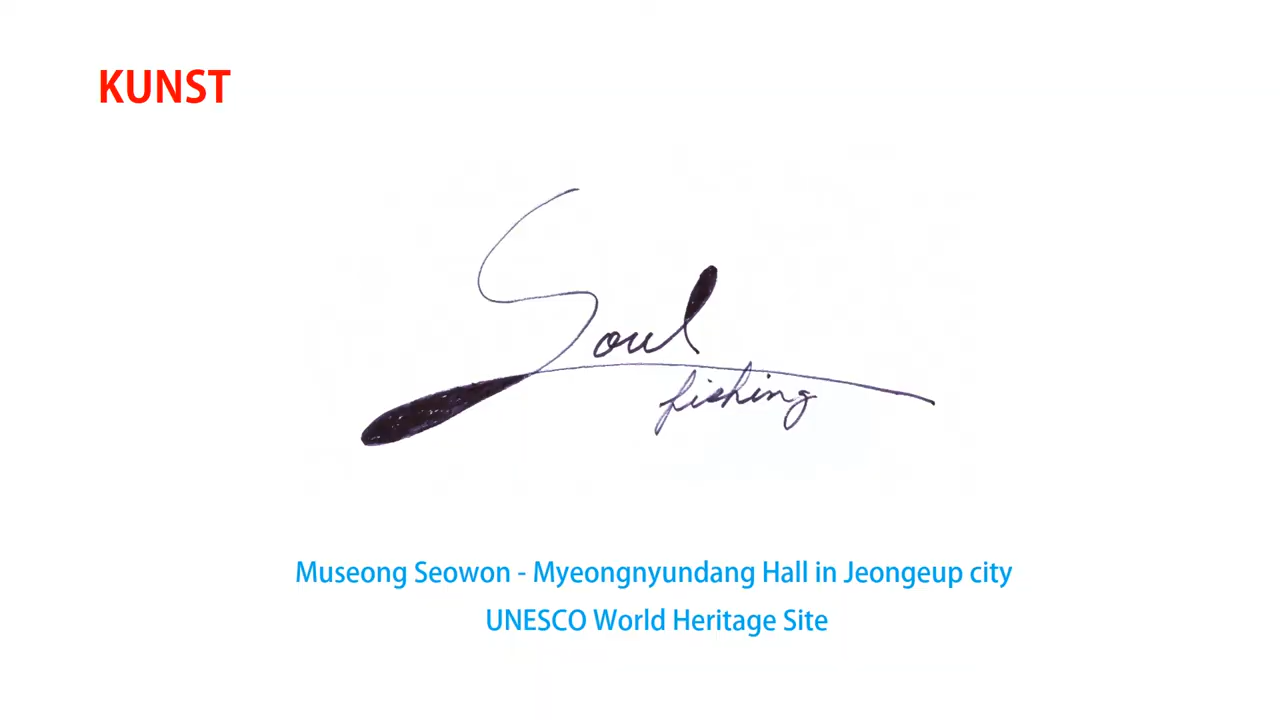 KUNST
Soul
fishing
Museong Seowon - Myeongnyundang Hall in Jeongeup city
UNESCO World Heritage Site